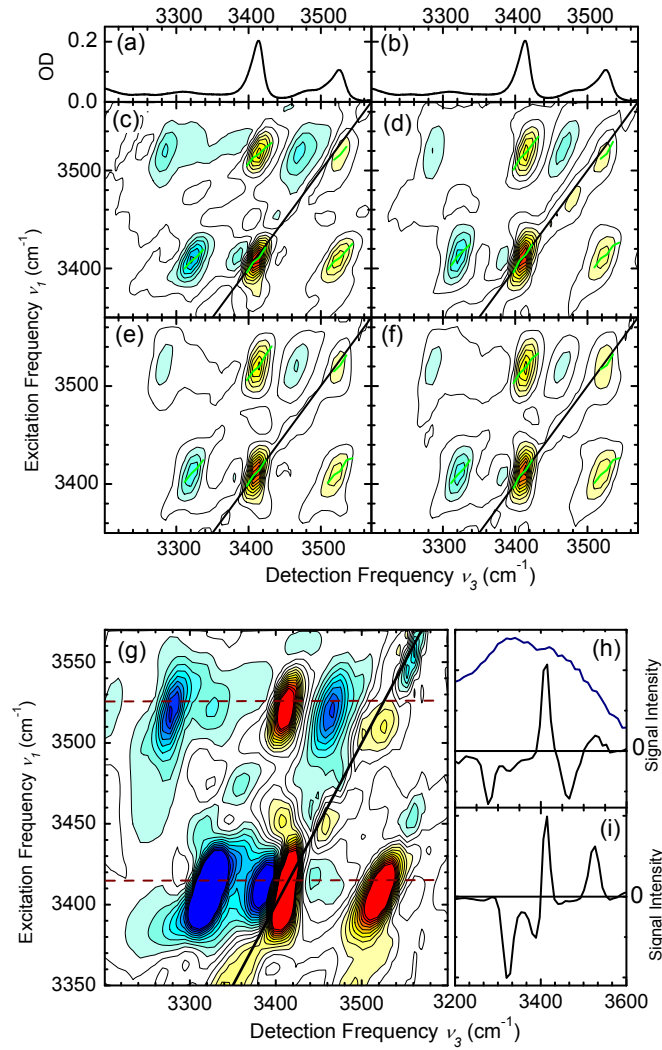 3300 3400 3500
3300 3400 3500
0.2
0.0
OD
(a)
(b)
(c)
(d)
3500
3400
(e)
(f)
3500
3400
Excitation Frequency ν1 (cm-1)
3300 3400 3500
3300 3400 3500
Detection Frequency ν3 (cm-1)
(g)
(h)
3550
3500
3450
3400
3350
Excitation Frequency ν1 (cm-1)
0
Signal Intensity
(i)
0
Signal Intensity
3300 3400 3500
3200 3400 3600
Detection Frequency ν3 (cm-1)